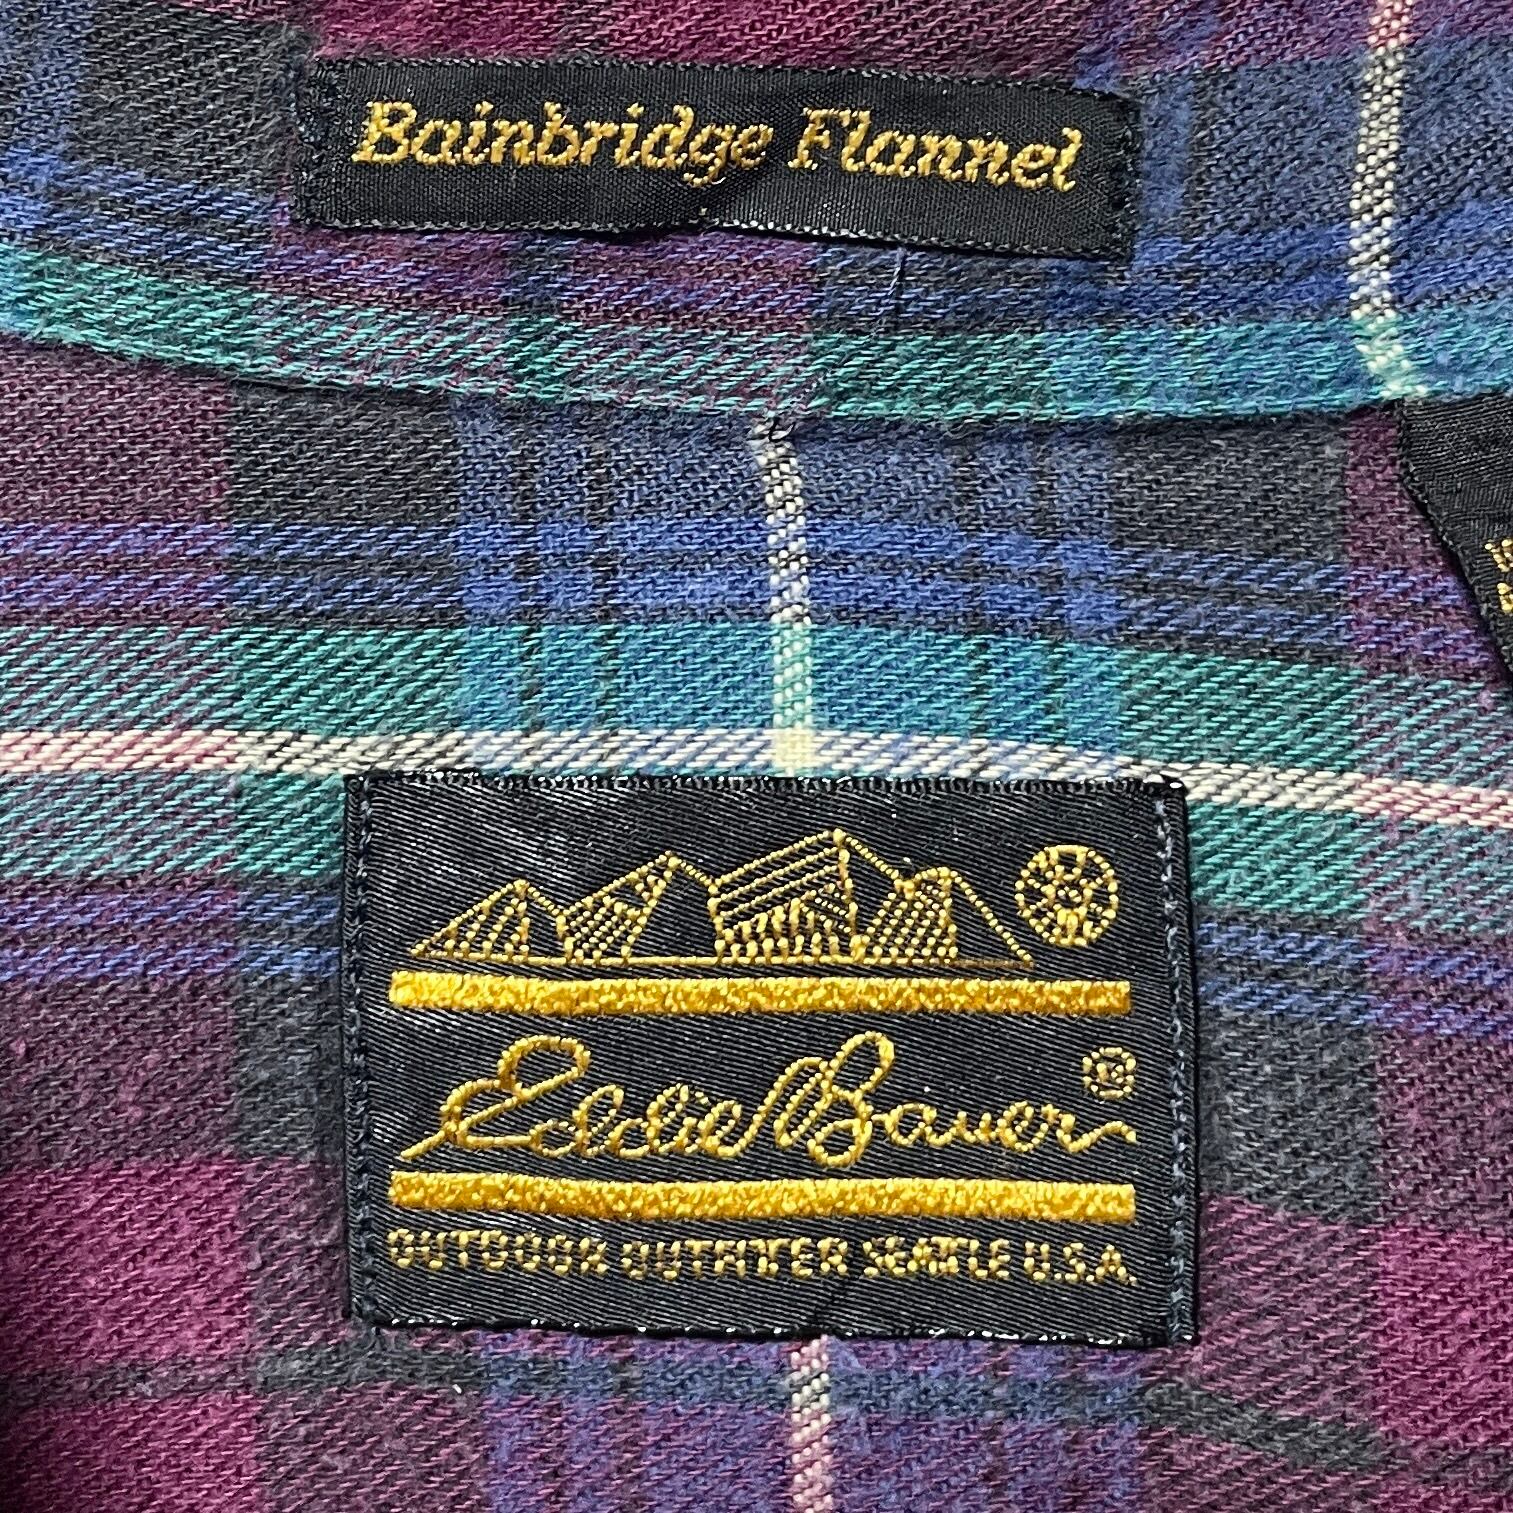 Bainbridge Flannel
Eddie Bauer ®
OUTDOOR OUTFITTER SEATTLE U.S.A.